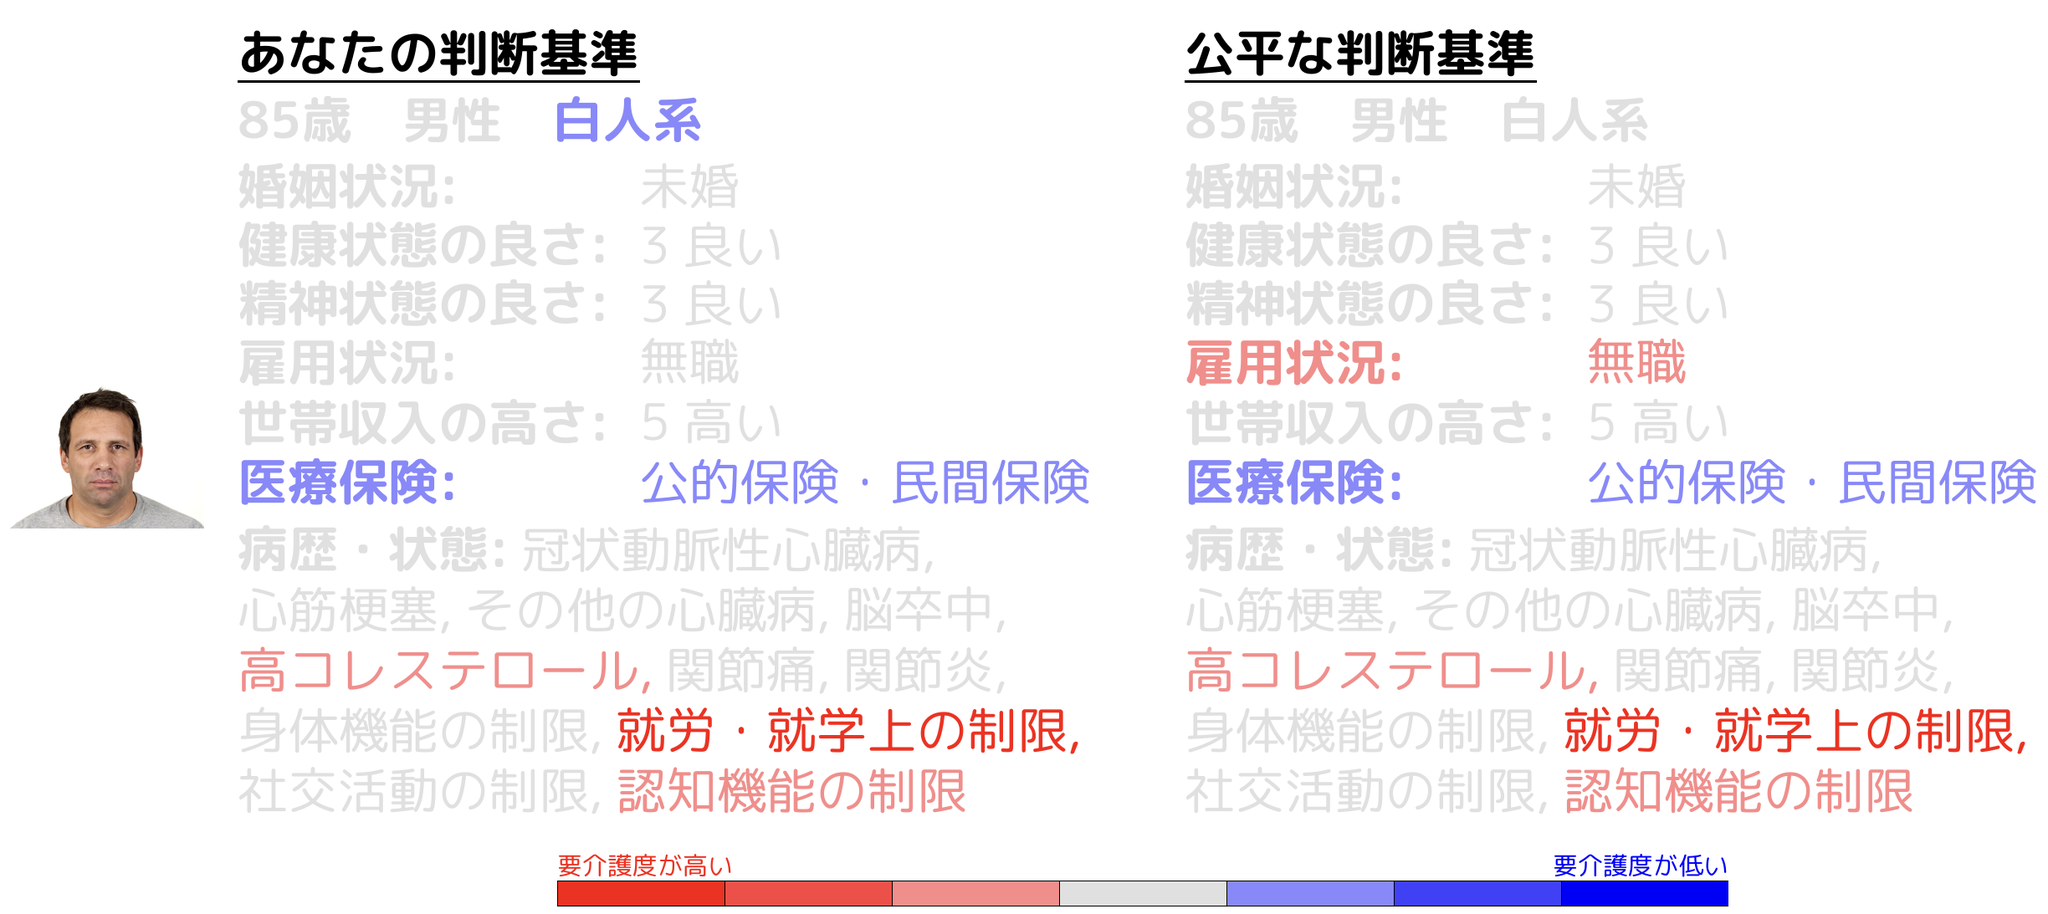 あなたの判断基準
85歳 男性 白人系
婚姻状況: 未婚
健康状態の良さ: 3 良い
精神状態の良さ: 3 良い
雇用状況: 無職
世帯収入の高さ: 5 高い
医療保険: 公的保険・民間保険
病歴・状態: 冠状動脈性心臓病,
心筋梗塞, その他の心臓病, 脳卒中,
高コレステロール, 関節痛, 関節炎,
身体機能の制限, 就労・就学上の制限,
社交活動の制限, 認知機能の制限
公平な判断基準
85歳 男性 白人系
婚姻状況: 未婚
健康状態の良さ: 3 良い
精神状態の良さ: 3 良い
雇用状況: 無職
世帯収入の高さ: 5 高い
医療保険: 公的保険・民間保険
病歴・状態: 冠状動脈性心臓病,
心筋梗塞, その他の心臓病, 脳卒中,
高コレステロール, 関節痛, 関節炎,
身体機能の制限, 就労・就学上の制限,
社交活動の制限, 認知機能の制限
要介護度が高い
要介護度が低い